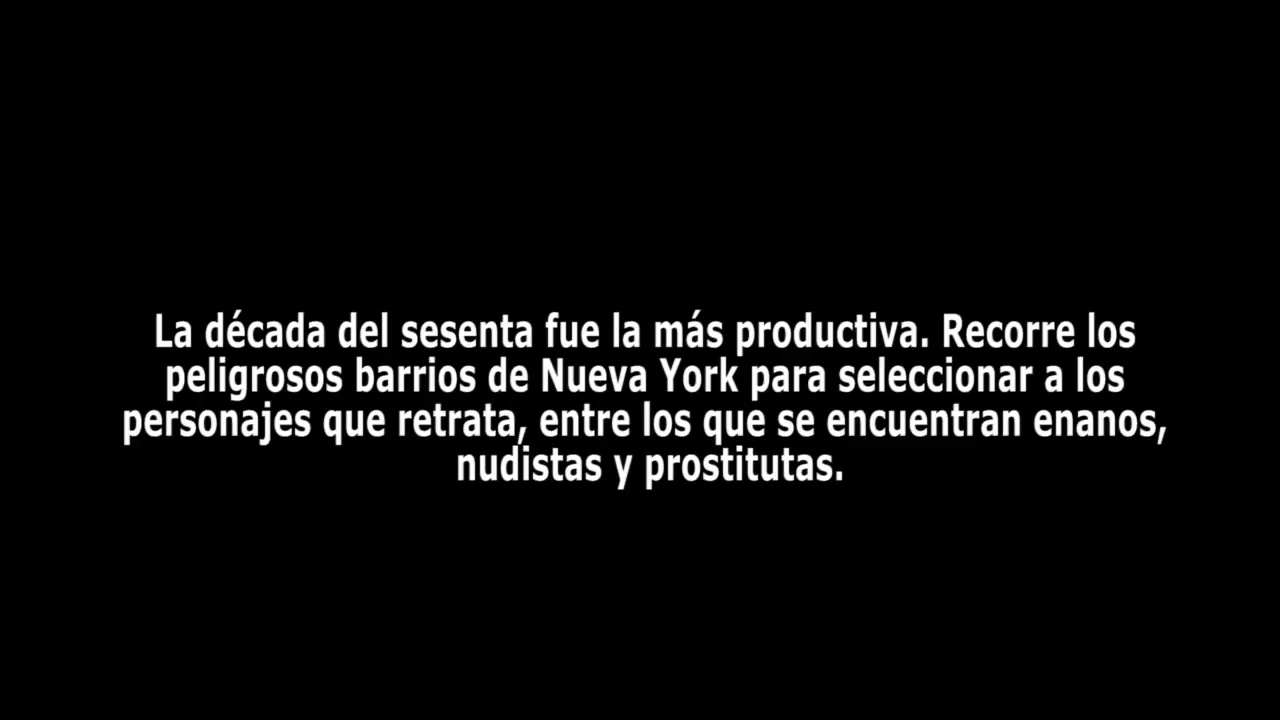 La década del sesenta fue la más productiva. Recorre los
peligrosos barrios de Nueva York para seleccionar a los
personajes que retrata, entre los que se encuentran enanos,
nudistas y prostitutas.